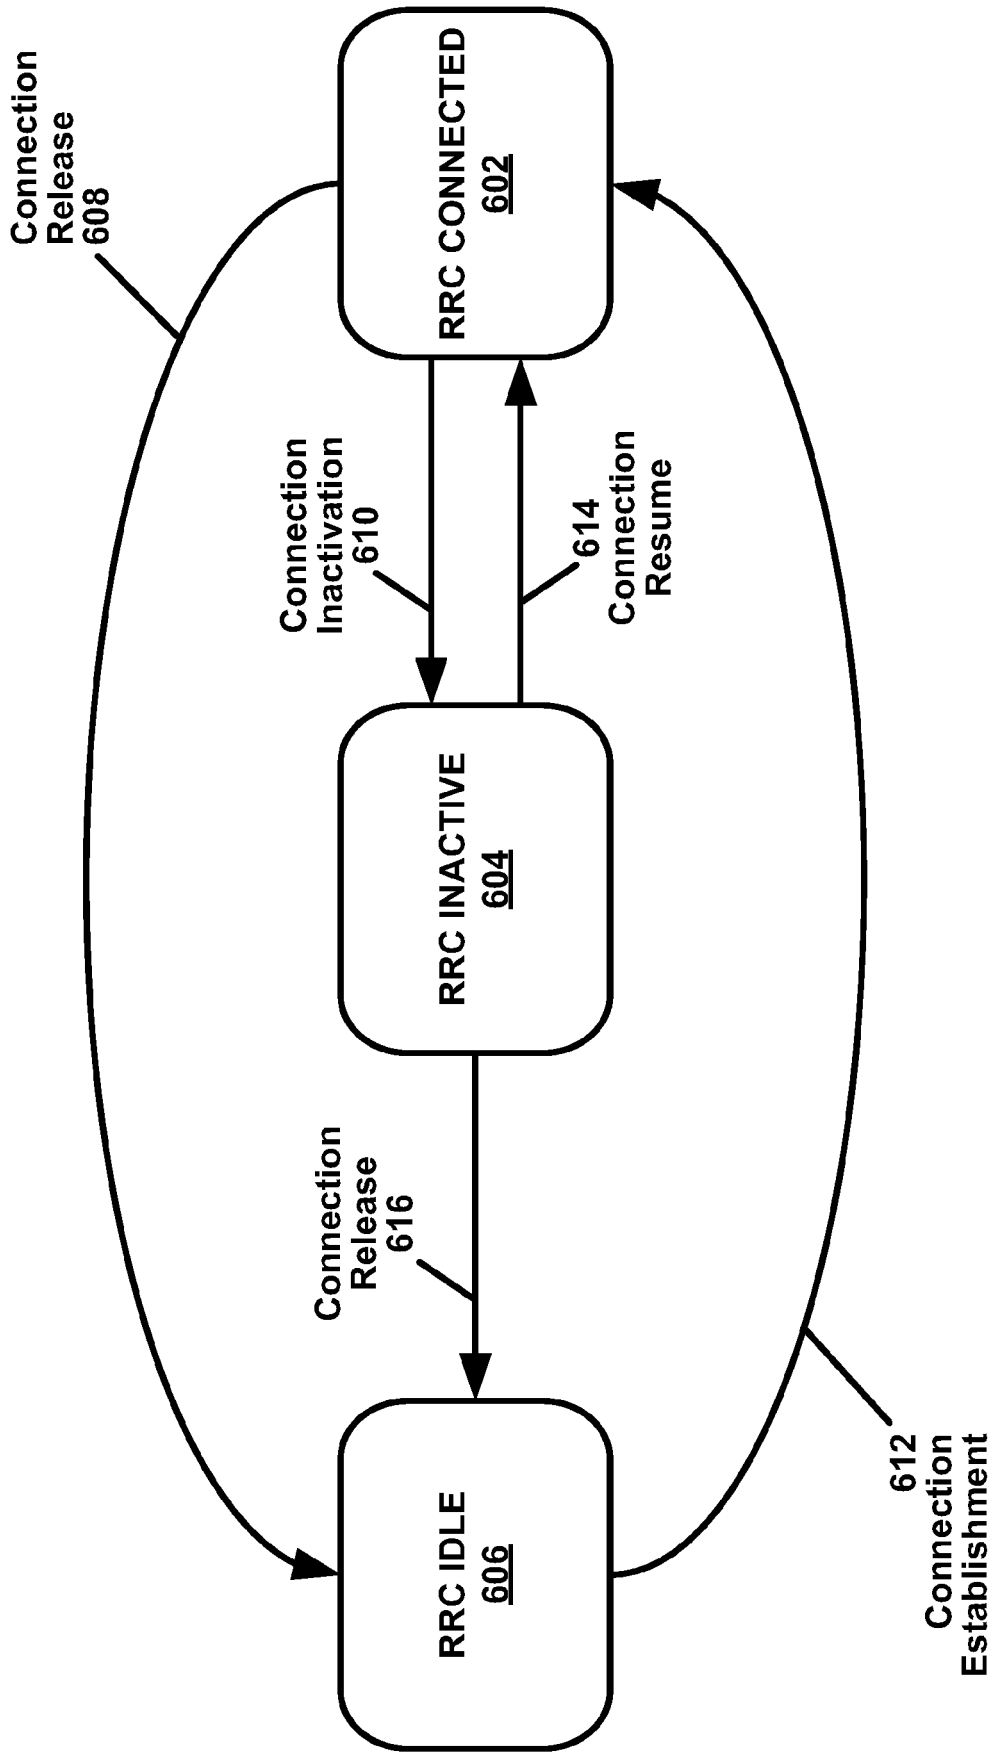 Connection
Release
608
Connection
Inactivation
610
Connection
Release
616
RRC IDLE
606
RRC INACTIVE
604
RRC CONNECTED
602
614
Connection
Resume
612
Connection
Establishment